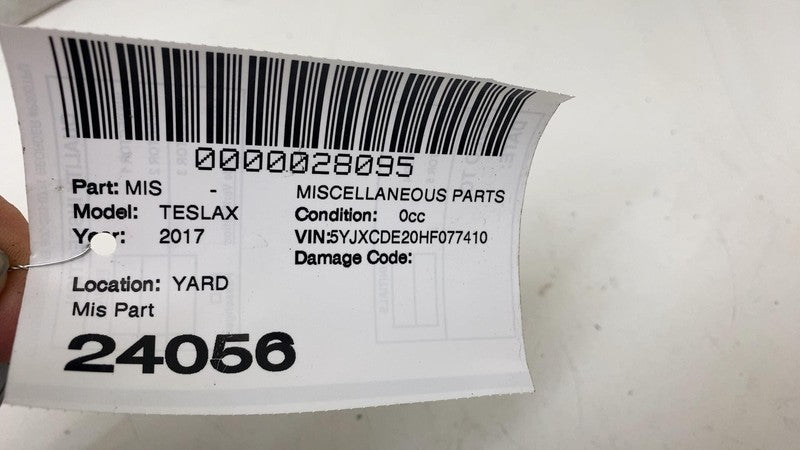 0000028095
Part: MIS - MISCELLANEOUS PARTS
Model: TESLAX Condition: 0cc
Year: 2017 VIN:5YJXCDE20HF077410
Damage Code:
Location: YARD
Mis Part
24056